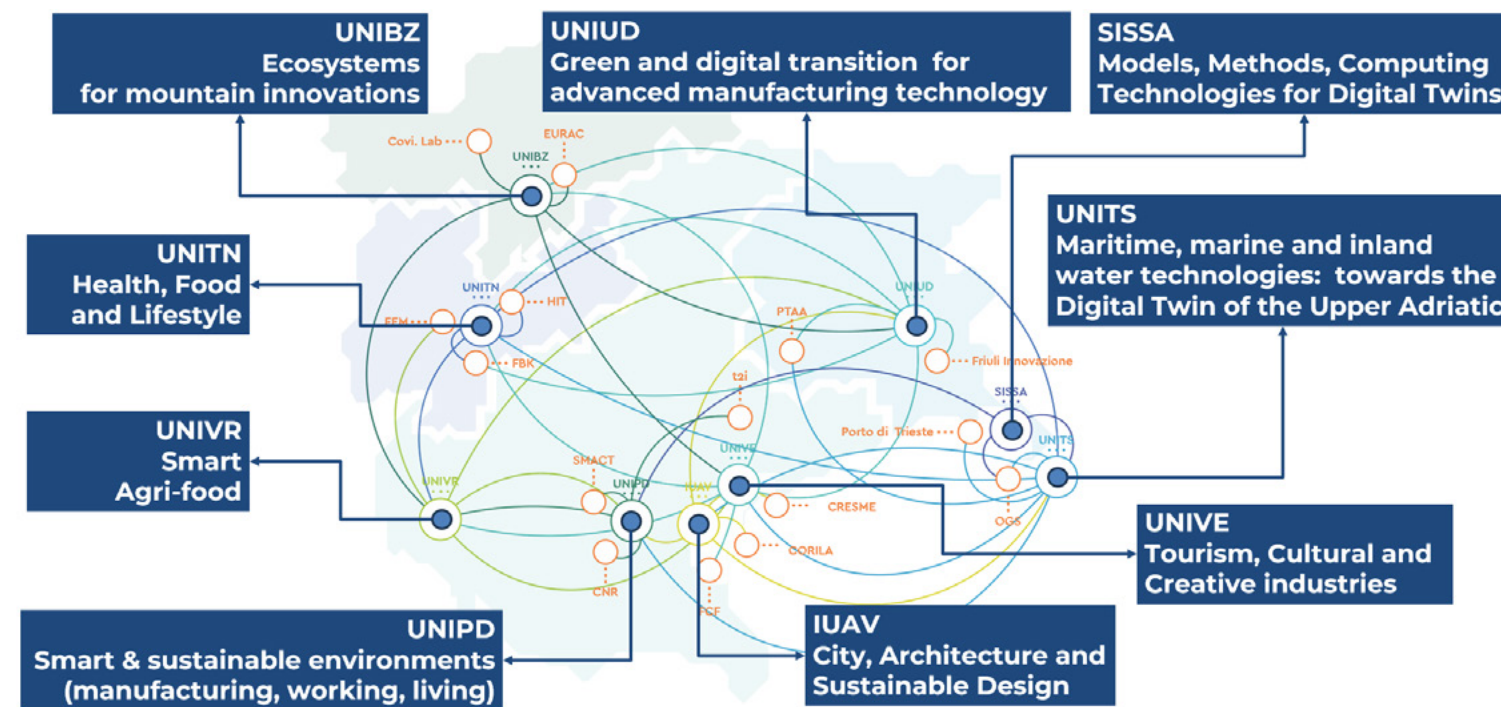 UNIBZ
Ecosystems
for mountain innovations
UNIUD
Green and digital transition for
advanced manufacturing technology
SISSA
Models, Methods, Computing
Technologies for Digital Twins
Covi. Lab
EURAC
UNIBZ
UNITN
Health, Food
and Lifestyle
UNITS
Maritime, marine and inland
water technologies: towards the
Digital Twin of the Upper Adriatic
UNITN
HIT
UNIUD
PTAA
FEM
FBK
Friuli Innovazione
t2i
SISSA
UNIVR
Smart
Agri-food
Porto di Trieste
UNITS
UNIVE
SMACT
UNIVR
UNIPD
IUAV
CRESME
OGS
CORILA
CNR
FCF
UNIVE
Tourism, Cultural and
Creative industries
UNIPD
Smart & sustainable environments
(manufacturing, working, living)
IUAV
City, Architecture and
Sustainable Design